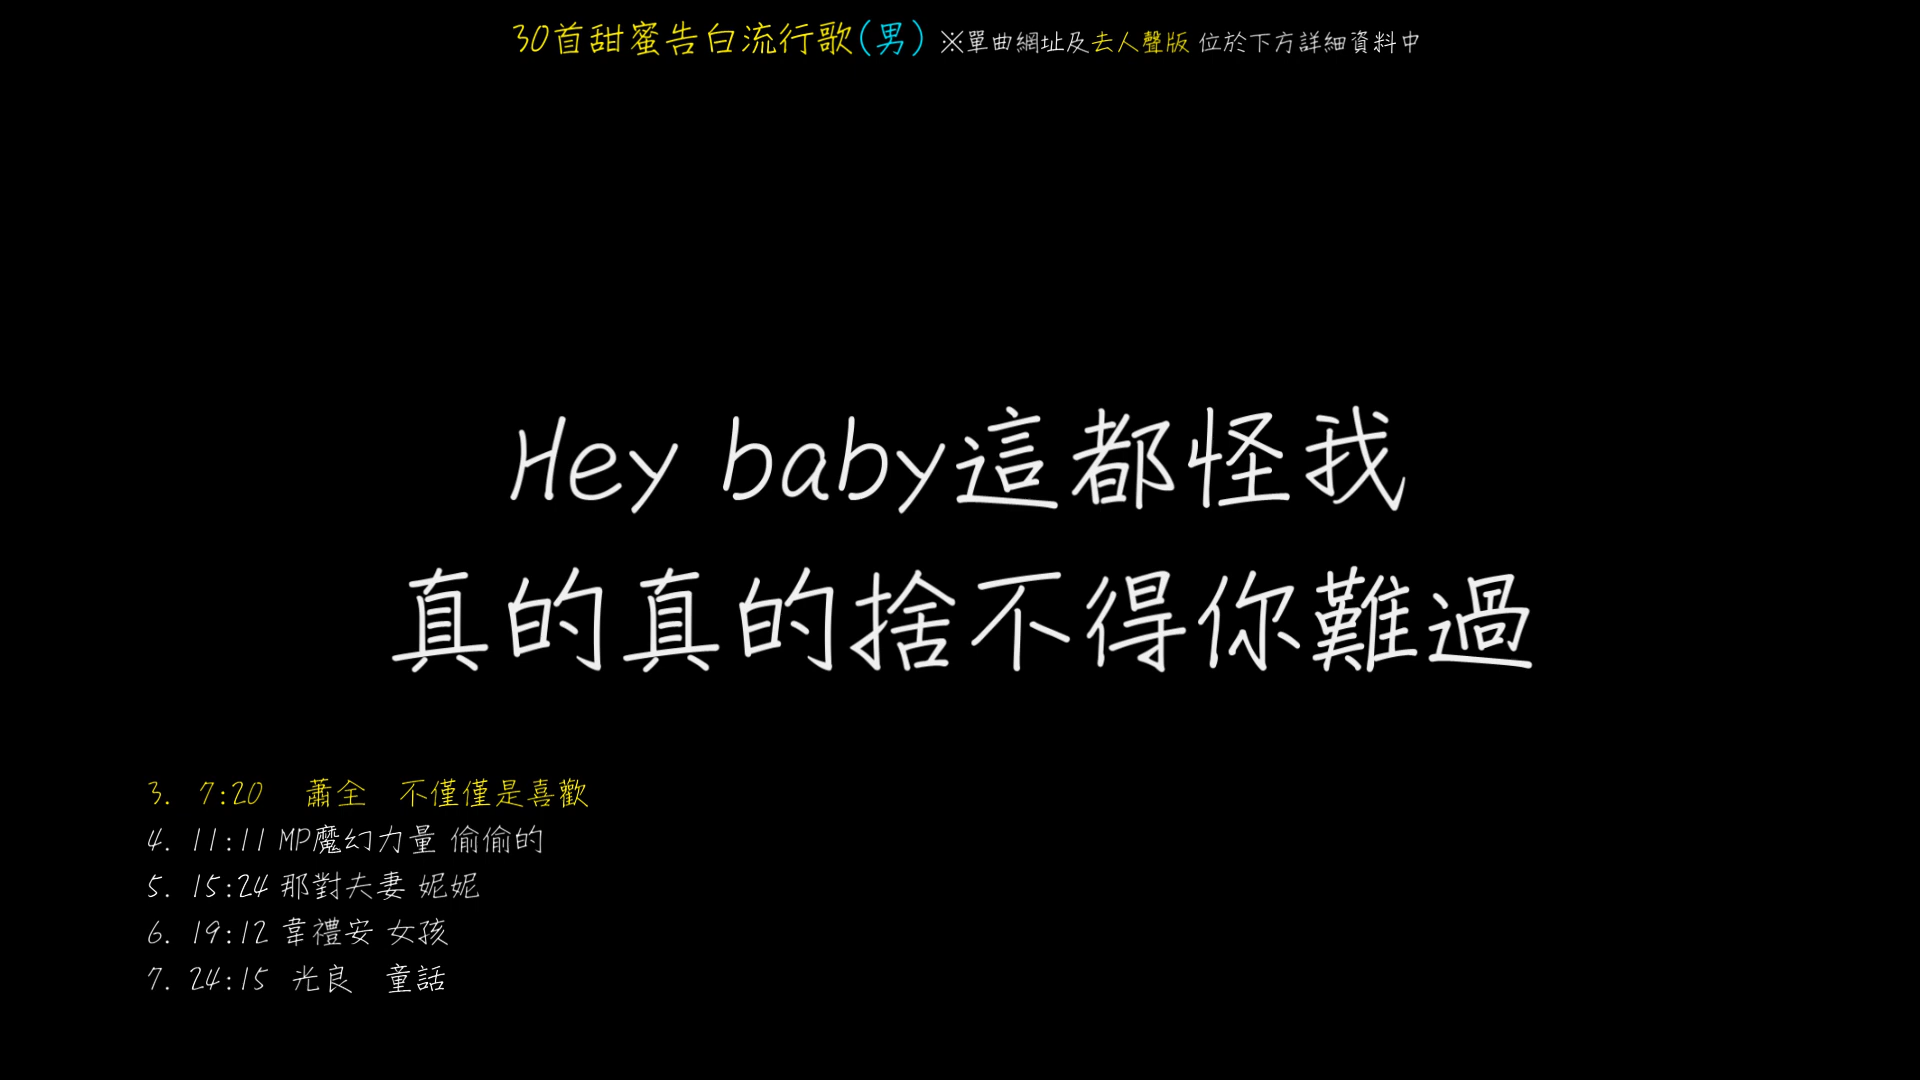 30首甜蜜告白流行歌(男) ※單曲網址及去人聲版 位於下方詳細資料中
Hey baby這都怪我
真的真的捨不得你難過
3. 7:20 蕭全 不僅僅是喜歡
4. 11:11 MP魔幻力量 偷偷的
5. 15:24 那對夫妻 妮妮
6. 19:12 韋禮安 女孩
7. 24:15 光良 童話